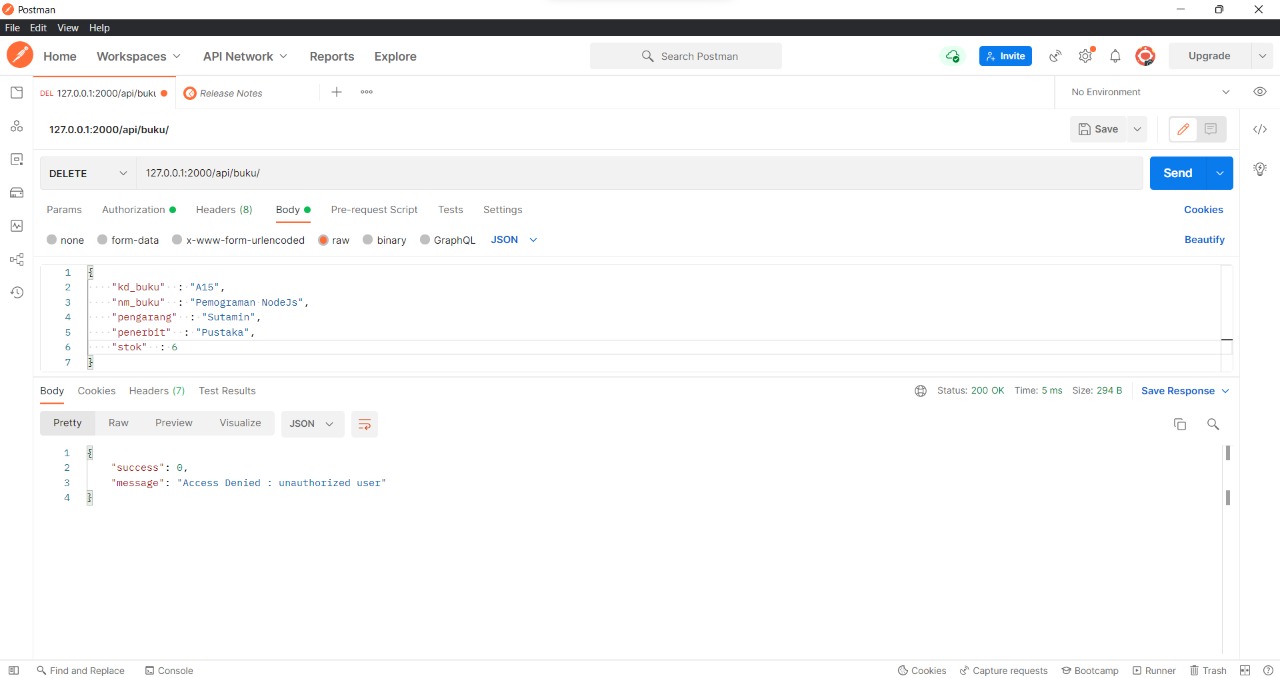 Postman
File Edit View Help
Home Workspaces API Network Reports Explore Search Postman Invite Upgrade
DEL 127.0.0.1:2000/api/buku Release Notes No Environment
127.0.0.1:2000/api/buku/ Save
DELETE 127.0.0.1:2000/api/buku/ Send
Params Authorization Headers (8) Body Pre-request Script Tests Settings Cookies
none form-data x-www-form-urlencoded raw binary GraphQL JSON Beautify
1 {
2 "kd_buku" : "A15",
3 "nm_buku" : "Pemograman NodeJs",
4 "pengarang" : "Sutamin",
5 "penerbit" : "Pustaka",
6 "stok" : 6
7 }
Body Cookies Headers (7) Test Results Status: 200 OK Time: 5 ms Size: 294 B Save Response
Pretty Raw Preview Visualize JSON
1 {
2 "success": 0,
3 "message": "Access Denied : unauthorized user"
4 }
Find and Replace Console Cookies Capture requests Bootcamp Runner Trash